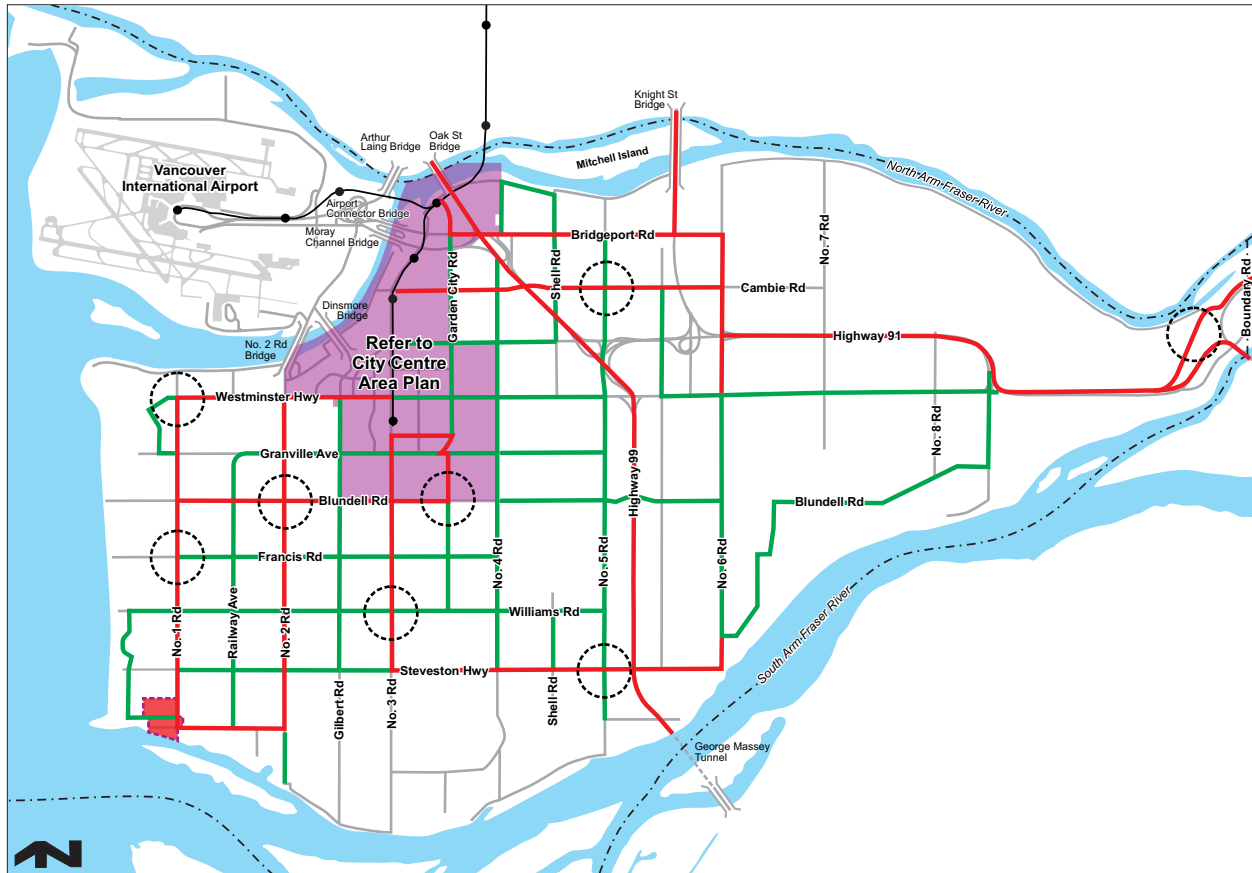 Knight St
Bridge
Oak St
Bridge
Arthur
Laing Bridge
Mitchell Island
Vancouver
International Airport
North Arm Fraser River
Airport
Connector Bridge
Moray
Channel Bridge
Bridgeport Rd
No. 7 Rd
Garden City Rd
Shell Rd
Boundary Rd
Cambie Rd
Dinsmore
Bridge
No. 2 Rd
Bridge
Refer to
City Centre
Area Plan
Highway 91
Westminster Hwy
No. 8 Rd
Granville Ave
Highway 99
Blundell Rd
Blundell Rd
Francis Rd
No. 4 Rd
No. 5 Rd
No. 6 Rd
Williams Rd
No. 1 Rd
Railway Ave
No. 2 Rd
South Arm Fraser River
Steveston Hwy
Gilbert Rd
No. 3 Rd
Shell Rd
George Massey
Tunnel
N